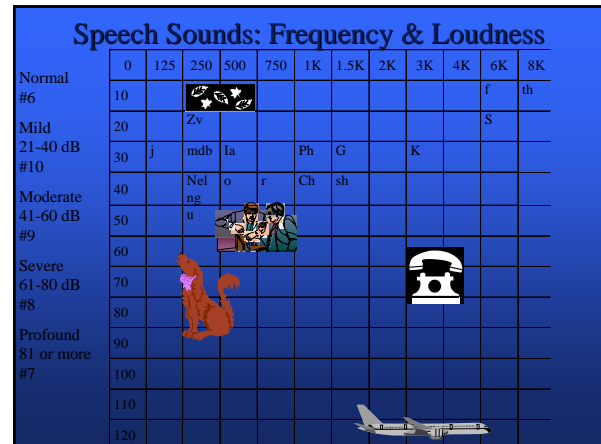 Speech Sounds: Frequency & Loudness
Normal
#6
Mild
21-40 dB
#10
Moderate
41-60 dB
#9
Severe
61-80 dB
#8
Profound
81 or more
#7
0 125 250 500 750 1K 1.5K 2K 3K 4K 6K 8K
10 f th
20 Zv S
30 j mdb Ia Ph G K
40 Nel o r Ch sh
ng
50 u
60
70
80
90
100
110
120